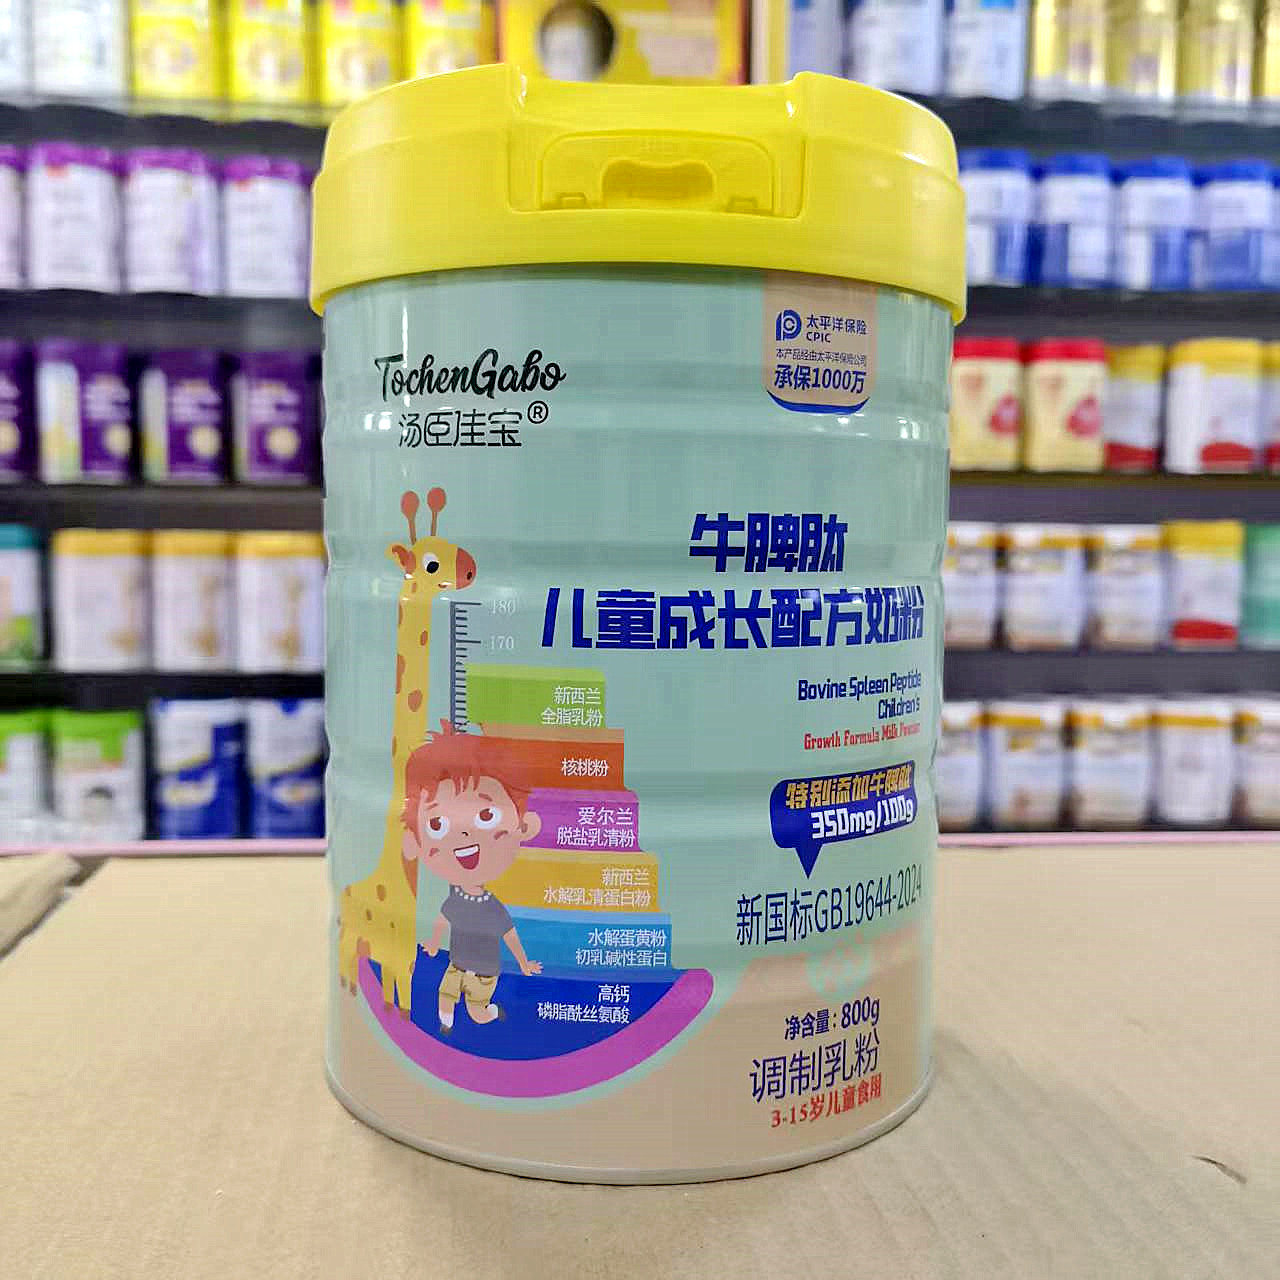 太平洋保险
CPIC
本产品经由太平洋保险公司
承保1000万
TochenGabo
汤臣佳宝®
牛脾肽
儿童成长配方奶粉
180
170
Bovine Spleen Peptide
Children's
Growth Formula Milk Powder
新西兰
全脂乳粉
核桃粉
爱尔兰
脱盐乳清粉
新西兰
水解乳清蛋白粉
水解蛋黄粉
初乳碱性蛋白
高钙
磷脂酰丝氨酸
特别添加牛脾肽
350mg/100g
新国标GB19644-2024
净含量:800g
调制乳粉
3-15岁儿童食用